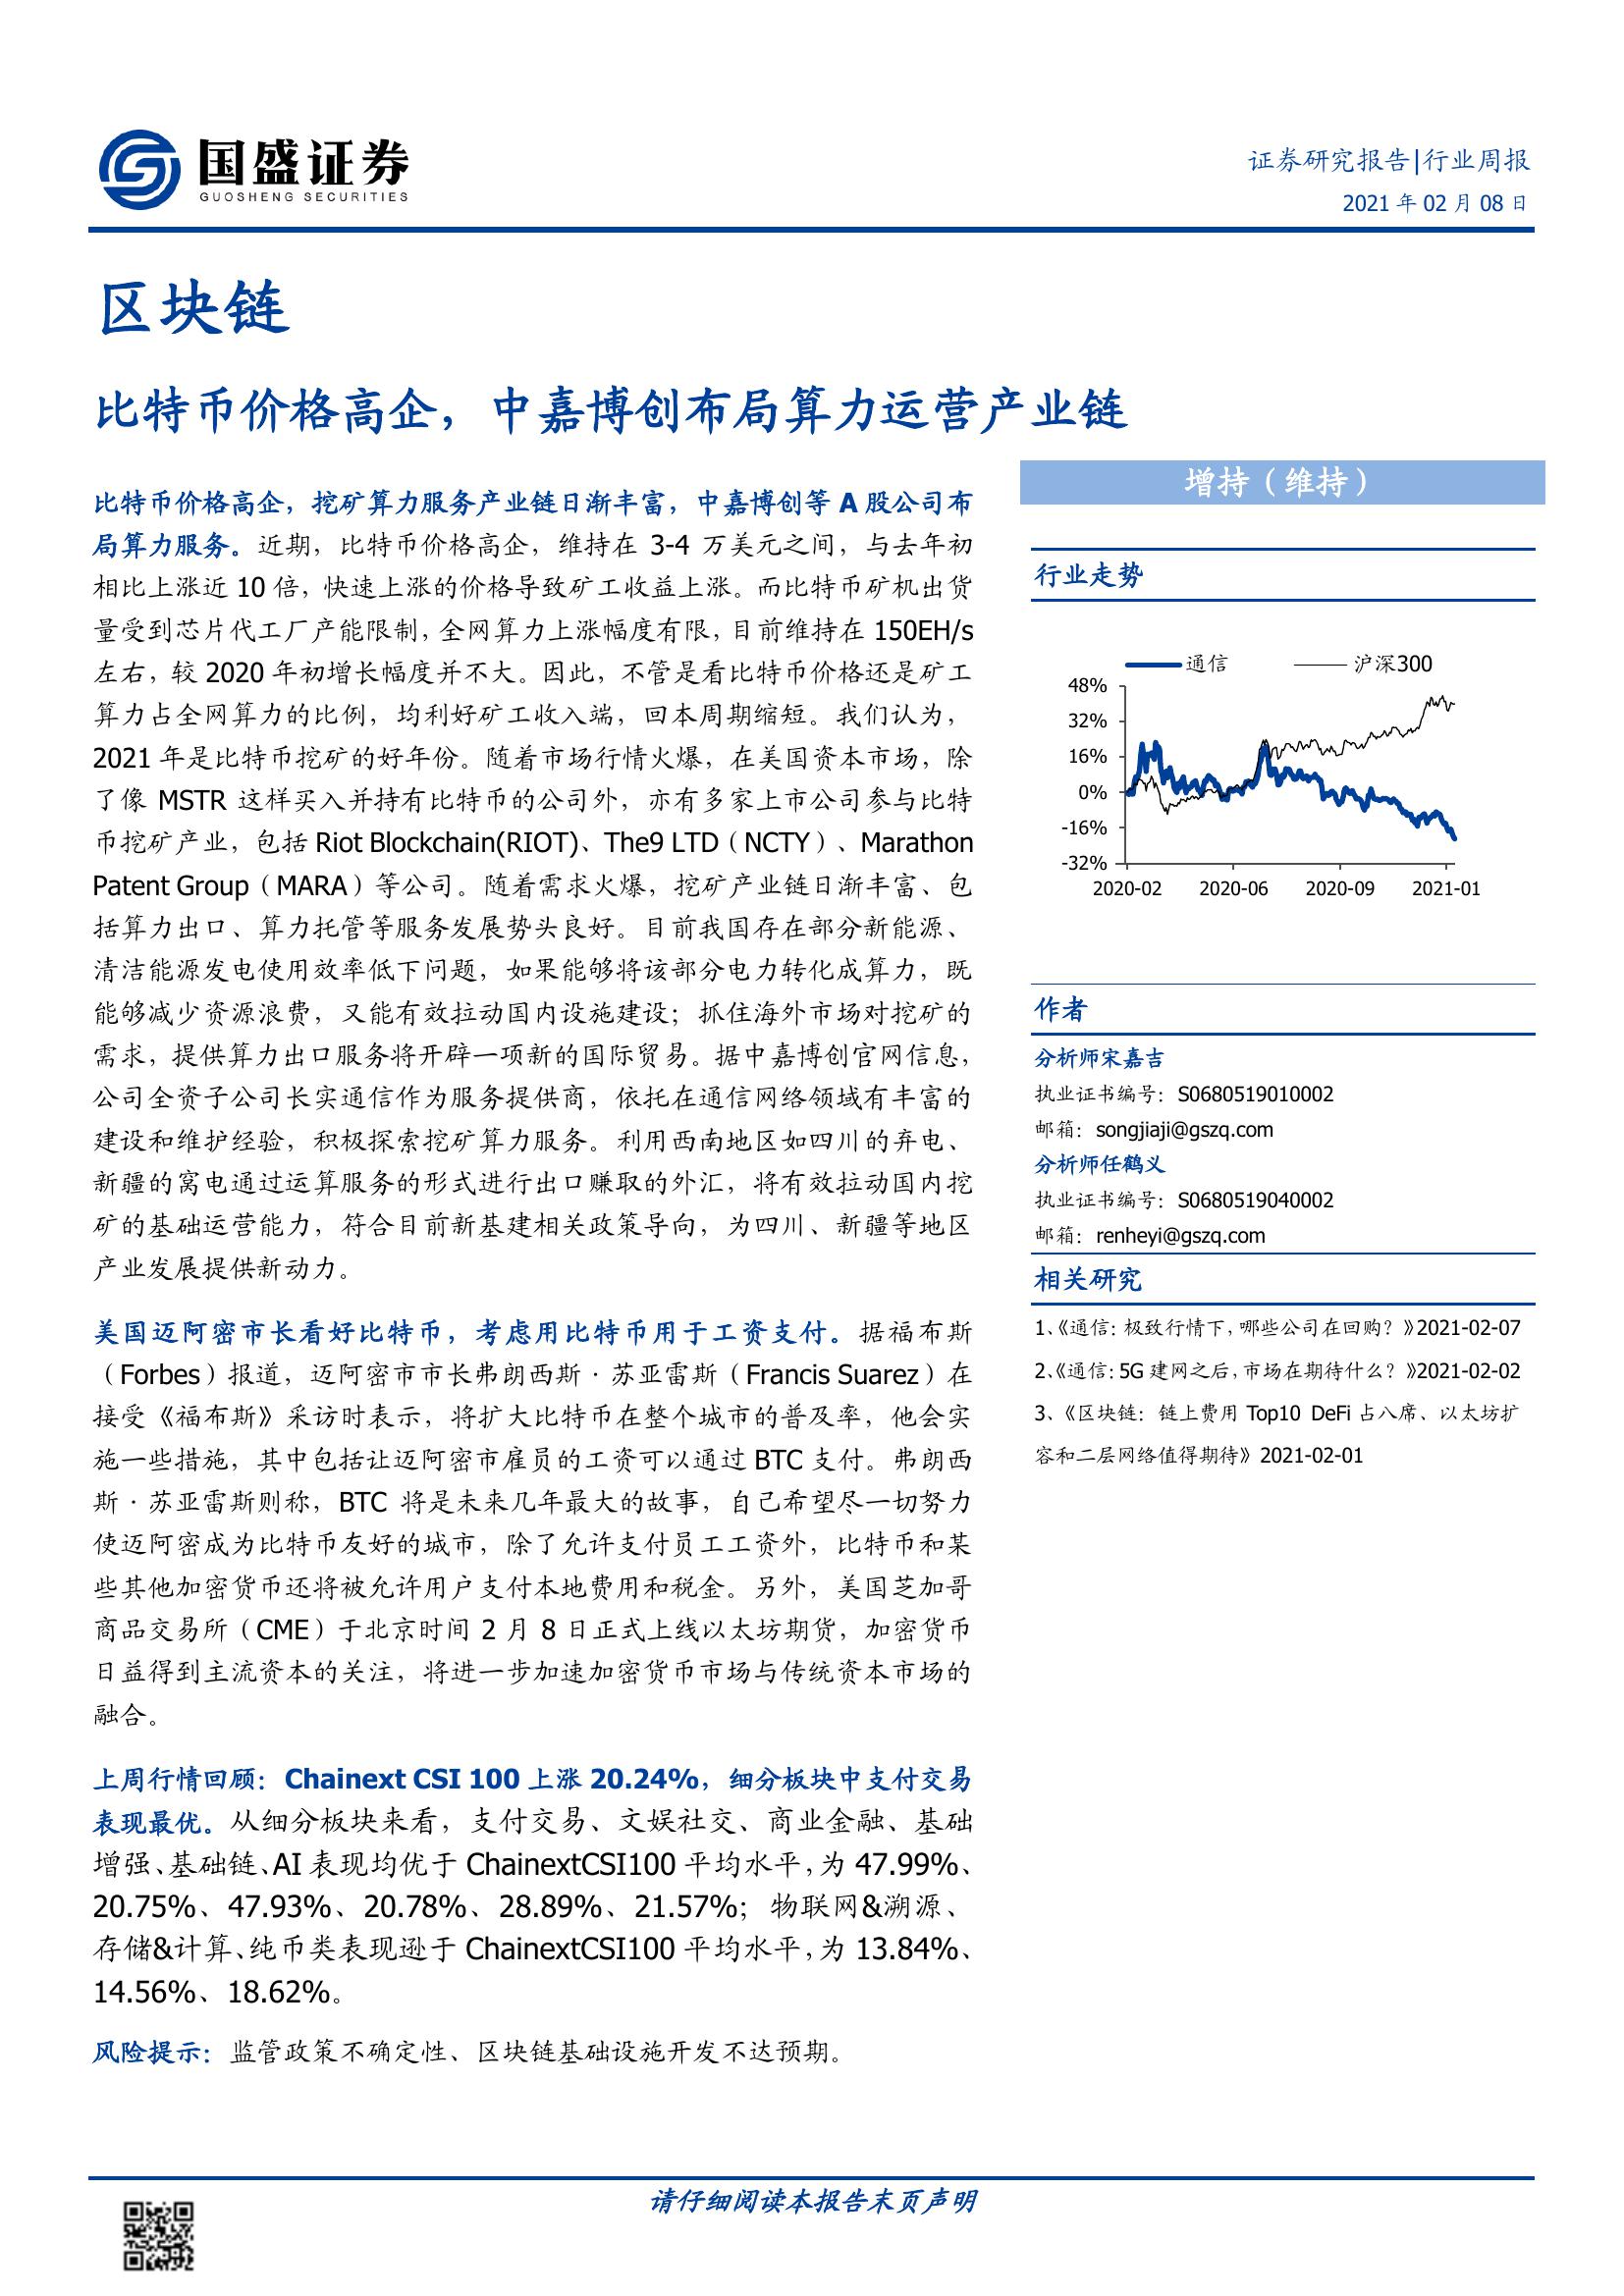 国盛证券
GUOSHENG SECURITIES
证券研究报告|行业周报
2021 年 02 月 08 日
区块链
比特币价格高企，中嘉博创布局算力运营产业链
比特币价格高企，挖矿算力服务产业链日渐丰富，中嘉博创等 A 股公司布
局算力服务。近期，比特币价格高企，维持在 3-4 万美元之间，与去年初
相比上涨近 10 倍，快速上涨的价格导致矿工收益上涨。而比特币矿机出货
量受到芯片代工厂产能限制，全网算力上涨幅度有限，目前维持在 150EH/s
左右，较 2020 年初增长幅度并不大。因此，不管是看比特币价格还是矿工
算力占全网算力的比例，均利好矿工收入端，回本周期缩短。我们认为，
2021 年是比特币挖矿的好年份。随着市场行情火爆，在美国资本市场，除
了像 MSTR 这样买入并持有比特币的公司外，亦有多家上市公司参与比特
币挖矿产业，包括 Riot Blockchain(RIOT)、The9 LTD（NCTY）、Marathon
Patent Group（MARA）等公司。随着需求火爆，挖矿产业链日渐丰富、包
括算力出口、算力托管等服务发展势头良好。目前我国存在部分新能源、
清洁能源发电使用效率低下问题，如果能够将该部分电力转化成算力，既
能够减少资源浪费，又能有效拉动国内设施建设；抓住海外市场对挖矿的
需求，提供算力出口服务将开辟一项新的国际贸易。据中嘉博创官网信息，
公司全资子公司长实通信作为服务提供商，依托在通信网络领域有丰富的
建设和维护经验，积极探索挖矿算力服务。利用西南地区如四川的弃电、
新疆的窝电通过运算服务的形式进行出口赚取的外汇，将有效拉动国内挖
矿的基础运营能力，符合目前新基建相关政策导向，为四川、新疆等地区
产业发展提供新动力。
美国迈阿密市长看好比特币，考虑用比特币用于工资支付。据福布斯
（Forbes）报道，迈阿密市市长弗朗西斯·苏亚雷斯（Francis Suarez）在
接受《福布斯》采访时表示，将扩大比特币在整个城市的普及率，他会实
施一些措施，其中包括让迈阿密市雇员的工资可以通过 BTC 支付。弗朗西
斯·苏亚雷斯则称，BTC 将是未来几年最大的故事，自己希望尽一切努力
使迈阿密成为比特币友好的城市，除了允许支付员工工资外，比特币和某
些其他加密货币还将被允许用户支付本地费用和税金。另外，美国芝加哥
商品交易所（CME）于北京时间 2 月 8 日正式上线以太坊期货，加密货币
日益得到主流资本的关注，将进一步加速加密货币市场与传统资本市场的
融合。
上周行情回顾：Chainext CSI 100 上涨 20.24%，细分板块中支付交易
表现最优。从细分板块来看，支付交易、文娱社交、商业金融、基础
增强、基础链、AI 表现均优于 ChainextCSI100 平均水平，为 47.99%、
20.75%、47.93%、20.78%、28.89%、21.57%；物联网&溯源、
存储&计算、纯币类表现逊于 ChainextCSI100 平均水平，为 13.84%、
14.56%、18.62%。
风险提示：监管政策不确定性、区块链基础设施开发不达预期。
增持（维持）
行业走势
通信 沪深300
48%
32%
16%
0%
-16%
-32%
2020-02 2020-06 2020-09 2021-01
作者
分析师宋嘉吉
执业证书编号：S0680519010002
邮箱：songjiaji@gszq.com
分析师任鹤义
执业证书编号：S0680519040002
邮箱：renheyi@gszq.com
相关研究
1、《通信：极致行情下，哪些公司在回购？》2021-02-07
2、《通信：5G 建网之后，市场在期待什么？》2021-02-02
3、《区块链：链上费用 Top10 DeFi 占八席、以太坊扩
容和二层网络值得期待》2021-02-01
请仔细阅读本报告末页声明